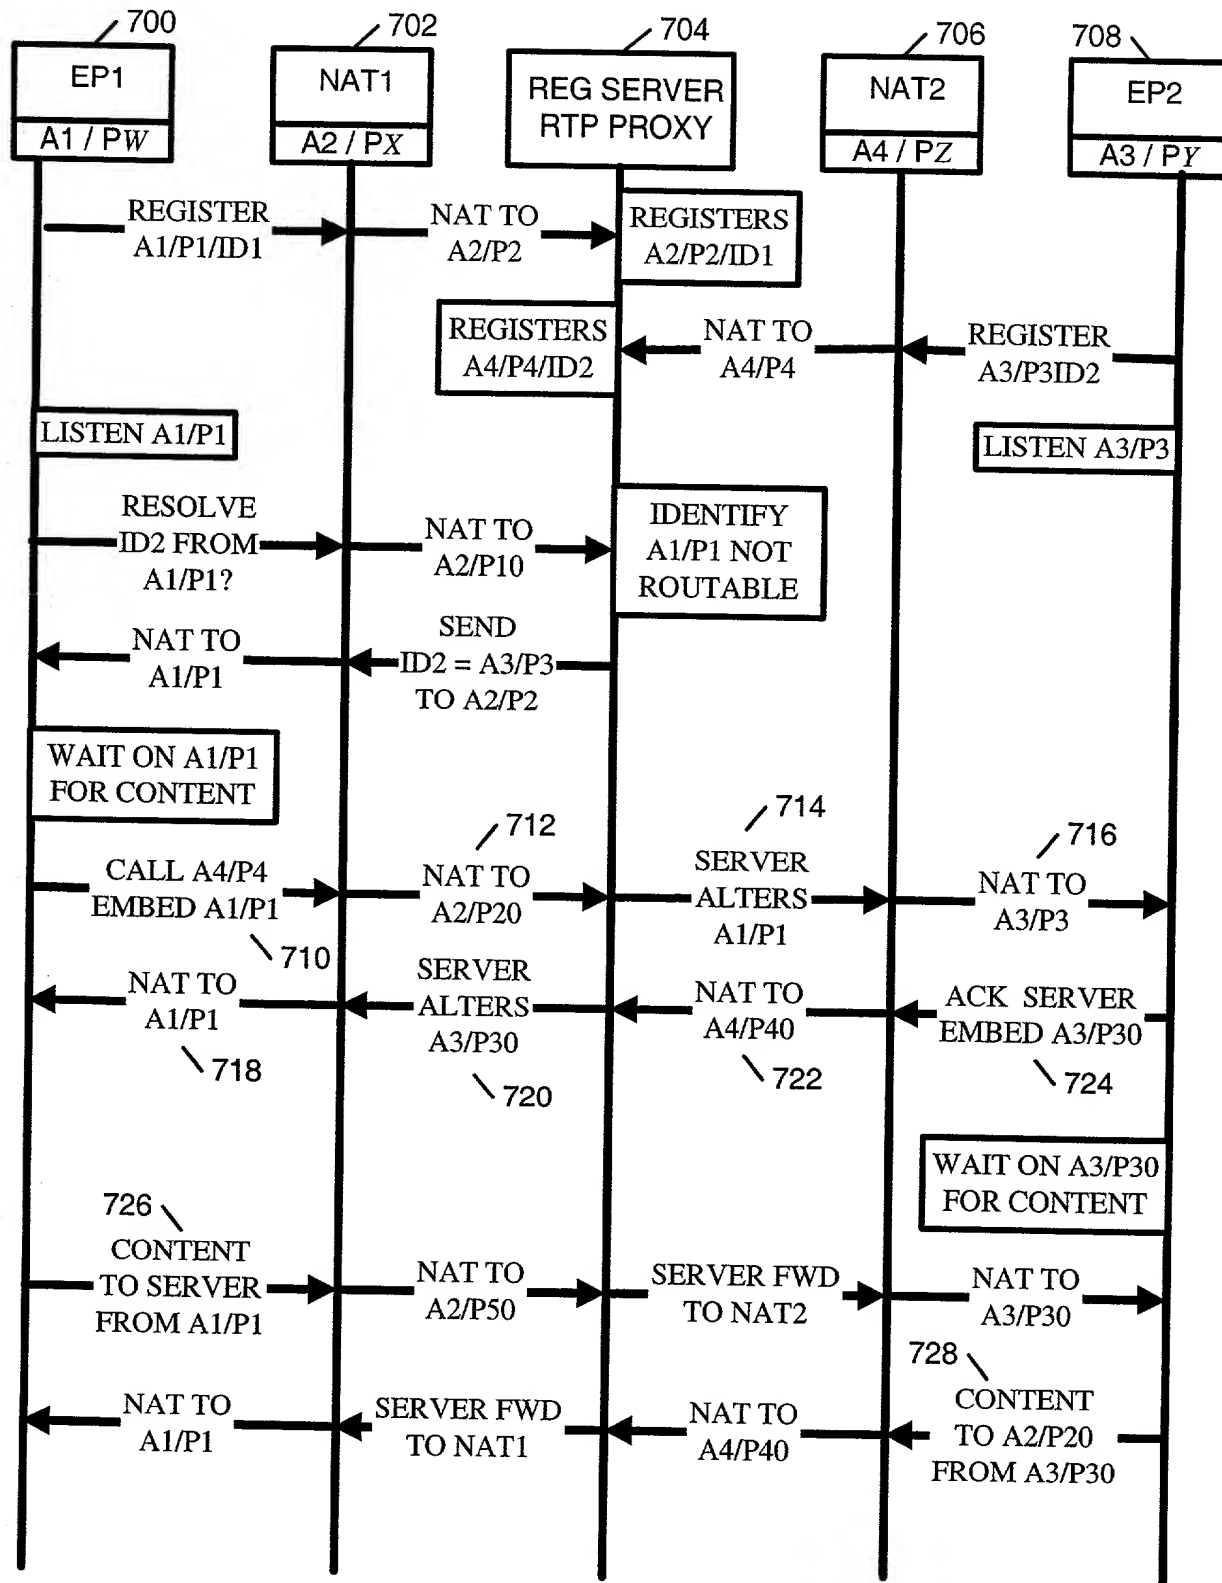 700
702
704
706
708
EP1
A1 / PW
NAT1
A2 / PX
REG SERVER
RTP PROXY
NAT2
A4 / PZ
EP2
A3 / PY
REGISTER
A1/P1/ID1
NAT TO
A2/P2
REGISTERS
A2/P2/ID1
REGISTERS
A4/P4/ID2
NAT TO
A4/P4
REGISTER
A3/P3ID2
LISTEN A1/P1
LISTEN A3/P3
RESOLVE
ID2 FROM
A1/P1?
NAT TO
A2/P10
IDENTIFY
A1/P1 NOT
ROUTABLE
NAT TO
A1/P1
SEND
ID2 = A3/P3
TO A2/P2
WAIT ON A1/P1
FOR CONTENT
CALL A4/P4
EMBED A1/P1
710
712
NAT TO
A2/P20
714
SERVER
ALTERS
A1/P1
716
NAT TO
A3/P3
NAT TO
A1/P1
718
SERVER
ALTERS
A3/P30
720
NAT TO
A4/P40
722
ACK SERVER
EMBED A3/P30
724
WAIT ON A3/P30
FOR CONTENT
726
CONTENT
TO SERVER
FROM A1/P1
NAT TO
A2/P50
SERVER FWD
TO NAT2
NAT TO
A3/P30
NAT TO
A1/P1
SERVER FWD
TO NAT1
NAT TO
A4/P40
728
CONTENT
TO A2/P20
FROM A3/P30